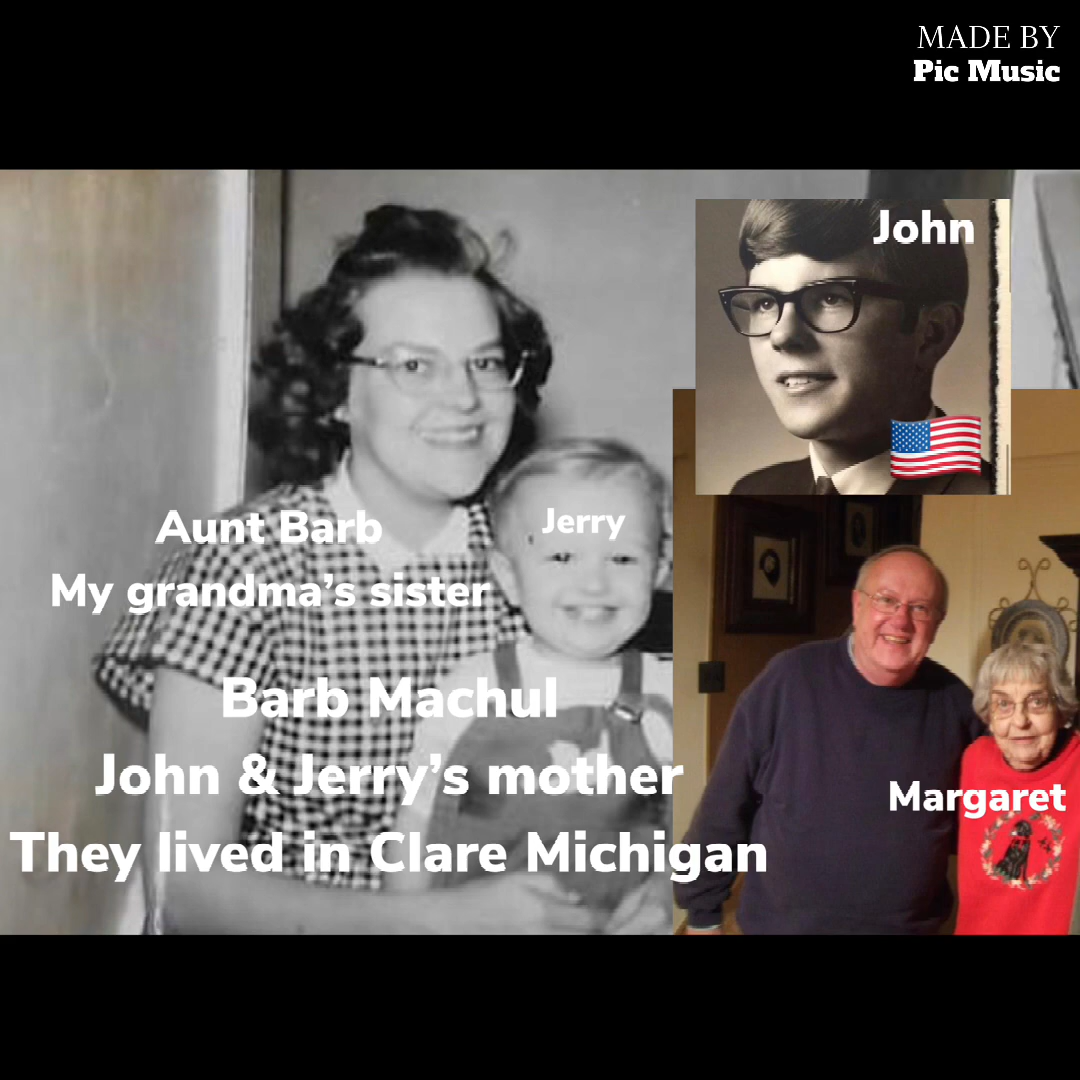 MADE BY
Pic Music
John
Aunt Barb
Jerry
My grandma's sister
Barb Machul
John & Jerry's mother
Margaret
They lived in Clare Michigan